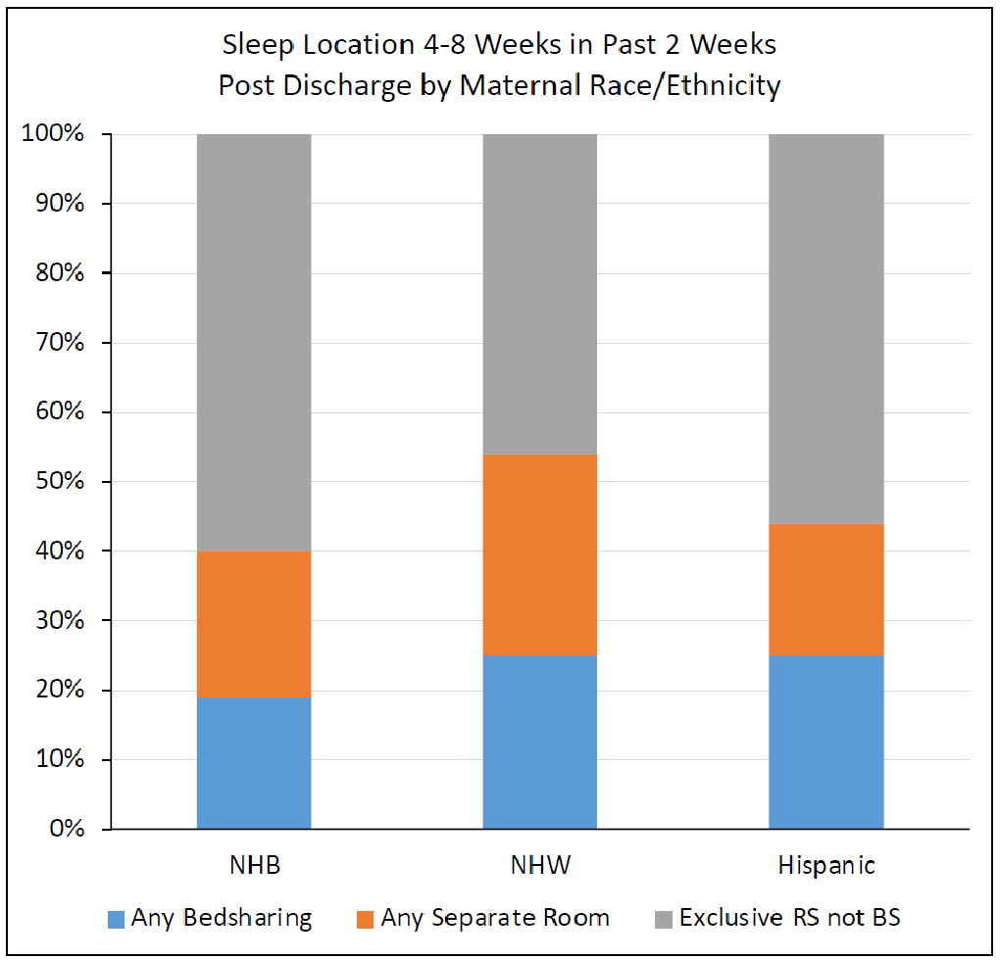 Sleep Location 4-8 Weeks in Past 2 Weeks
Post Discharge by Maternal Race/Ethnicity
100%
90%
80%
70%
60%
50%
40%
30%
20%
10%
0%
NHB NHW Hispanic
Any Bedsharing Any Separate Room Exclusive RS not BS